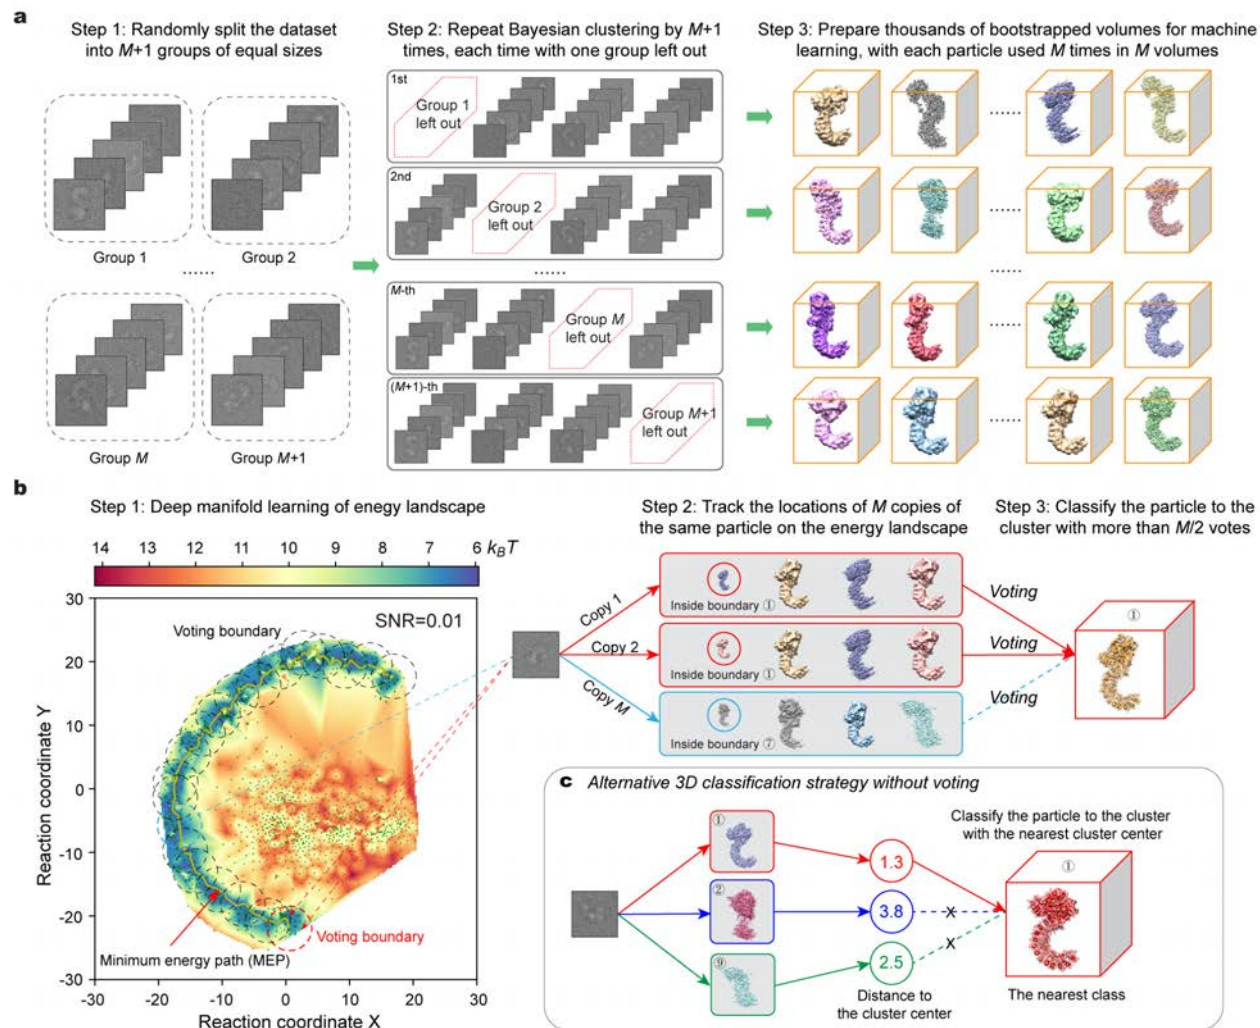 a
Step 1: Randomly split the dataset
into M+1 groups of equal sizes
Group 1
Group 2
......
Group M
Group M+1
Step 2: Repeat Bayesian clustering by M+1
times, each time with one group left out
1st
Group 1
left out
2nd
Group 2
left out
......
M-th
Group M
left out
(M+1)-th
Group M+1
left out
Step 3: Prepare thousands of bootstrapped volumes for machine
learning, with each particle used M times in M volumes
......
......
......
......
......
b
Step 1: Deep manifold learning of enegy landscape
14 13 12 11 10 9 8 7 6 kBT
SNR=0.01
Voting boundary
Voting boundary
Minimum energy path (MEP)
30
20
10
0
-10
-20
-30
-30 -20 -10 0 10 20 30
Reaction coordinate Y
Reaction coordinate X
Step 2: Track the locations of M copies of
the same particle on the energy landscape
Copy 1
Copy 2
Copy M
Inside boundary ①
Inside boundary ①
Inside boundary ⑦
Step 3: Classify the particle to the
cluster with more than M/2 votes
Voting
Voting
Voting
①
c Alternative 3D classification strategy without voting
①
②
⑨
1.3
3.8
2.5
X
X
Distance to
the cluster center
Classify the particle to the cluster
with the nearest cluster center
①
The nearest class